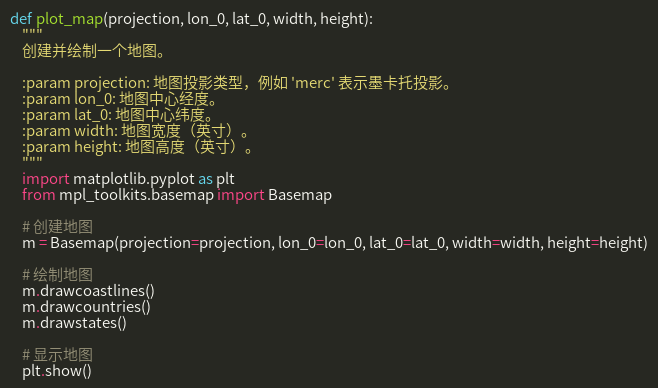 def plot_map(projection, lon_0, lat_0, width, height):
"""
创建并绘制一个地图。
:param projection: 地图投影类型，例如 'merc' 表示墨卡托投影。
:param lon_0: 地图中心经度。
:param lat_0: 地图中心纬度。
:param width: 地图宽度（英寸）。
:param height: 地图高度（英寸）。
"""
import matplotlib.pyplot as plt
from mpl_toolkits.basemap import Basemap
# 创建地图
m = Basemap(projection=projection, lon_0=lon_0, lat_0=lat_0, width=width, height=height)
# 绘制地图
m.drawcoastlines()
m.drawcountries()
m.drawstates()
# 显示地图
plt.show()